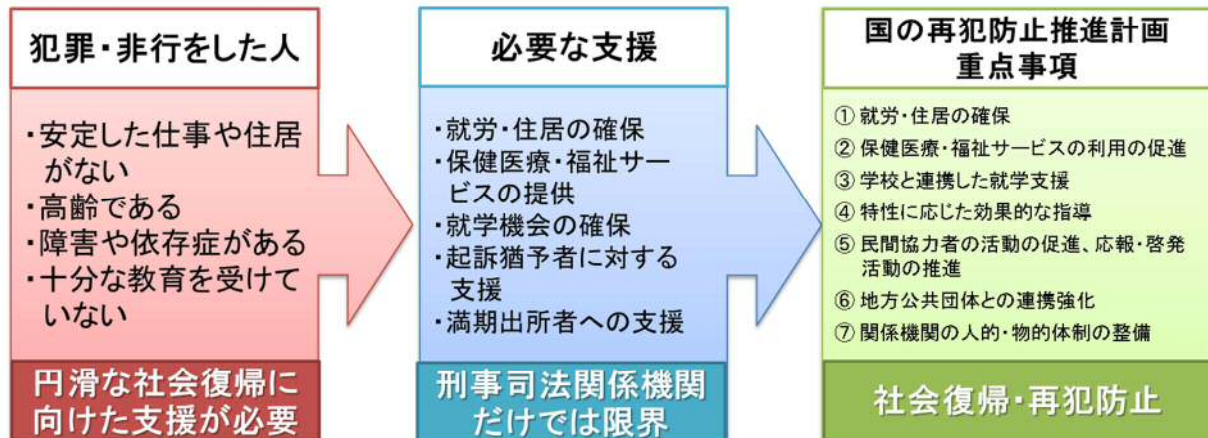 犯罪・非行をした人
・安定した仕事や住居
がない
・高齢である
・障害や依存症がある
・十分な教育を受けて
いない
円滑な社会復帰に
向けた支援が必要
必要な支援
・就労・住居の確保
・保健医療・福祉サー
ビスの提供
・就学機会の確保
・起訴猶予者に対する
支援
・満期出所者への支援
刑事司法関係機関
だけでは限界
国の再犯防止推進計画
重点事項
① 就労・住居の確保
② 保健医療・福祉サービスの利用の促進
③ 学校と連携した就学支援
④ 特性に応じた効果的な指導
⑤ 民間協力者の活動の促進、応報・啓発
活動の推進
⑥ 地方公共団体との連携強化
⑦ 関係機関の人的・物的体制の整備
社会復帰・再犯防止